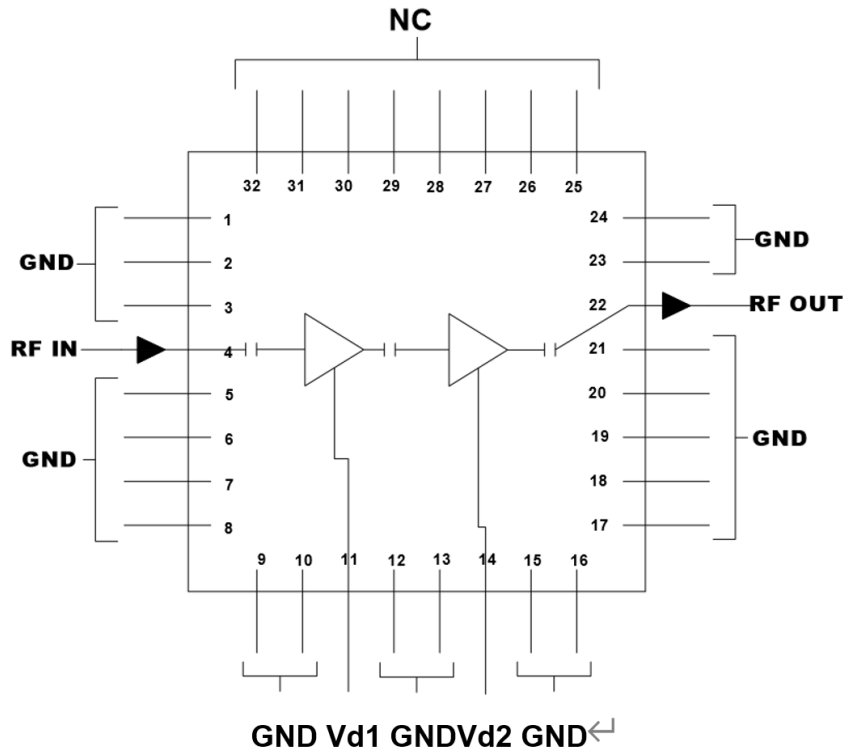 NC
32 31 30 29 28 27 26 25
1 24
GND GND
2 23
3 22 RF OUT
RF IN 4 21
5 20
GND 6 19 GND
7 18
8 17
9 10 11 12 13 14 15 16
GND Vd1 GNDVd2 GND